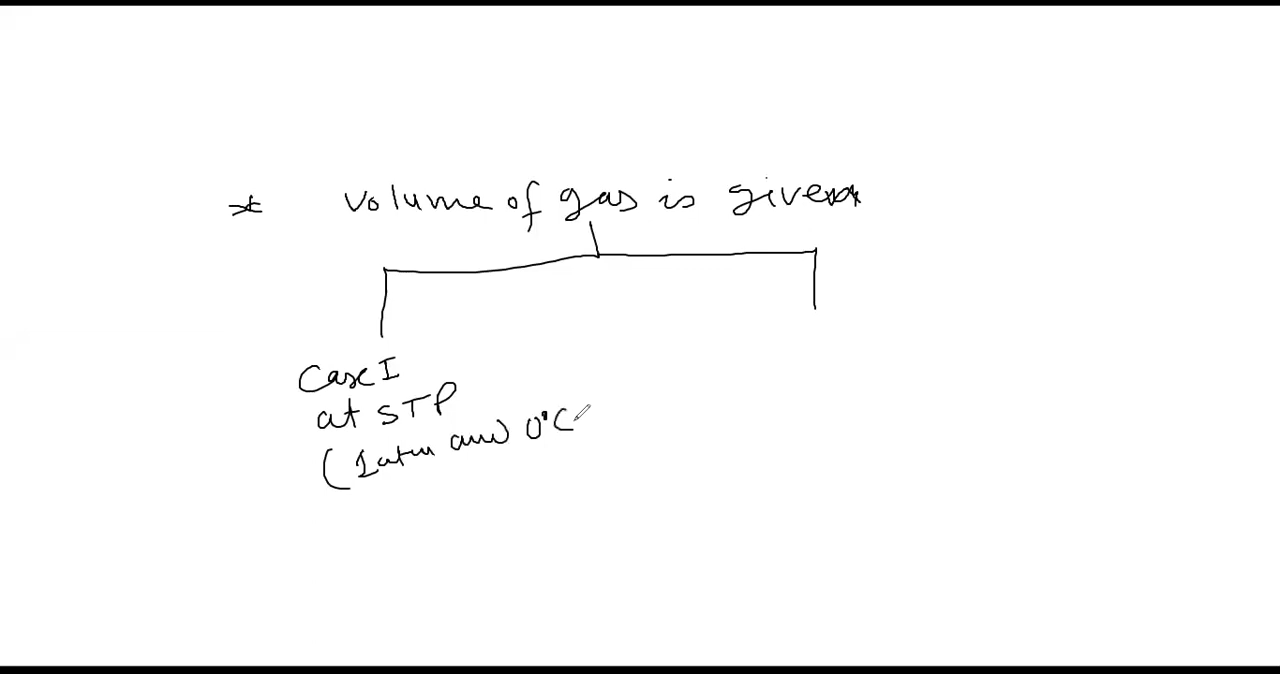 * Volume of gas is given
Case I
at STP
(1atm and 0°C